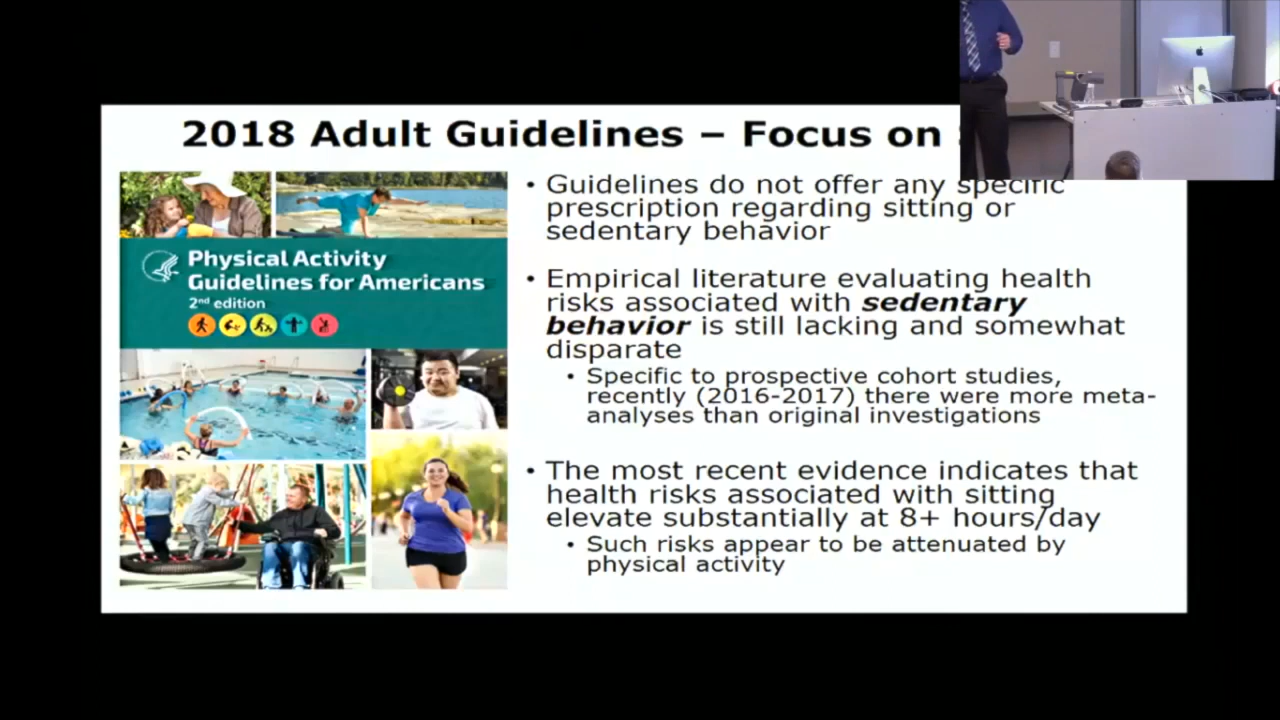 2018 Adult Guidelines – Focus on
Physical Activity
Guidelines for Americans
2nd edition
• Guidelines do not offer any specific
prescription regarding sitting or
sedentary behavior
• Empirical literature evaluating health
risks associated with sedentary
behavior is still lacking and somewhat
disparate
• Specific to prospective cohort studies,
recently (2016-2017) there were more meta-
analyses than original investigations
• The most recent evidence indicates that
health risks associated with sitting
elevate substantially at 8+ hours/day
• Such risks appear to be attenuated by
physical activity